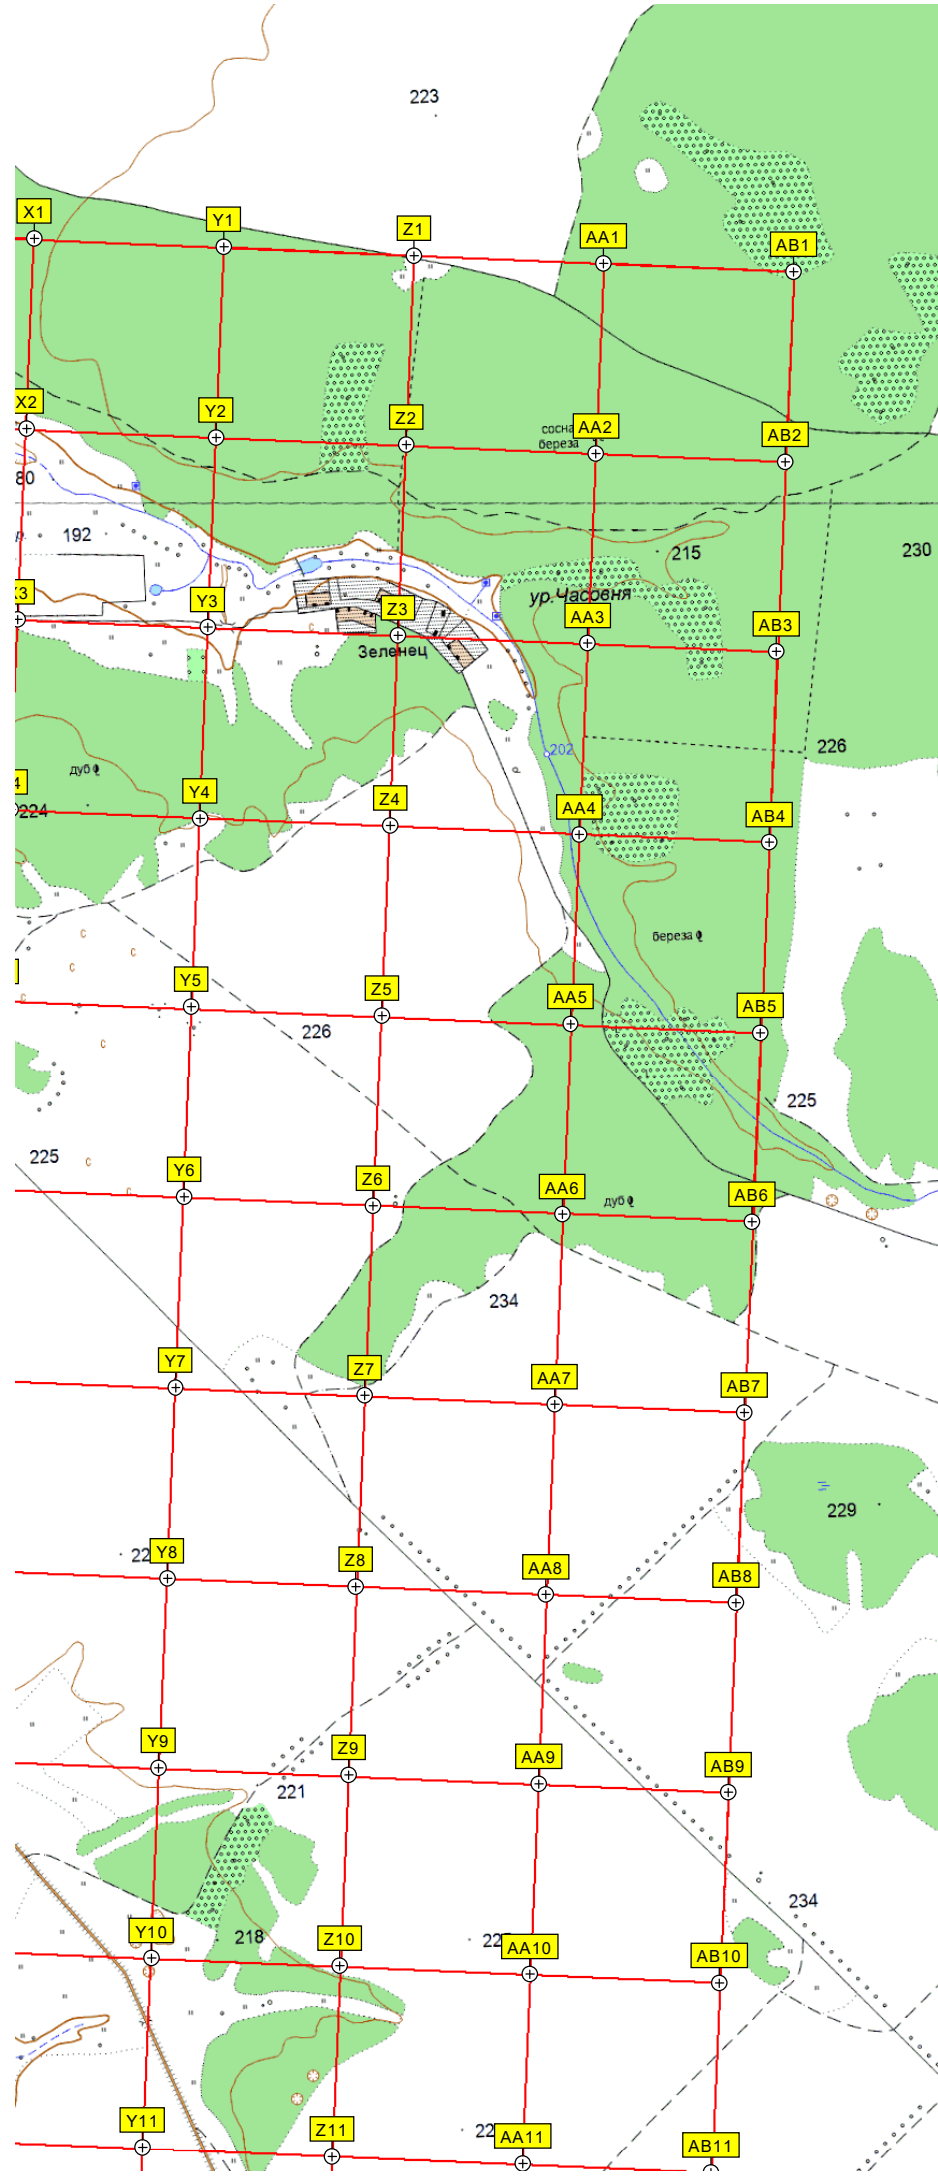 223
X1
Y1
Z1
AA1
AB1
X2
Y2
Z2
сосна
береза
AA2
AB2
80
192
215
230
ур.Часовня
Y3
Z3
AA3
AB3
Зеленец
202
226
дуб
224
Y4
Z4
AA4
AB4
береза
Y5
Z5
AA5
AB5
226
225
225
Y6
Z6
AA6
дуб
AB6
234
Y7
Z7
AA7
AB7
229
Y8
Z8
AA8
AB8
Y9
Z9
AA9
AB9
221
234
218
Y10
Z10
AA10
AB10
Y11
Z11
AA11
AB11